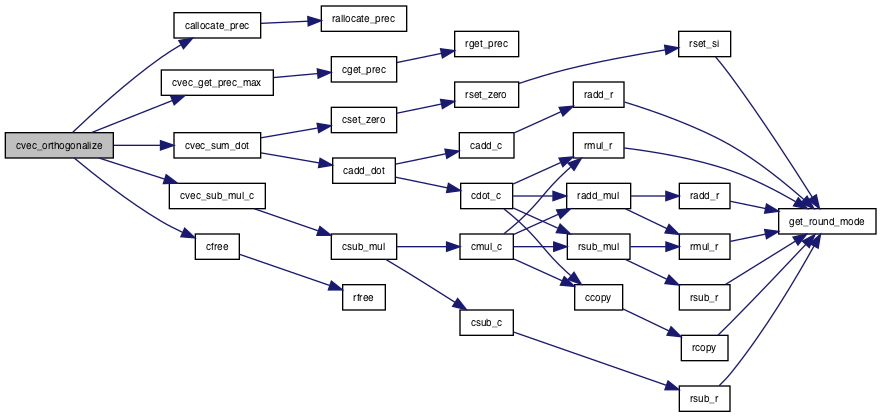 cvec_orthogonalize
callocate_prec
rallocate_prec
cvec_get_prec_max
cget_prec
rget_prec
cvec_sum_dot
cset_zero
rset_zero
rset_si
cadd_dot
cadd_c
radd_r
cdot_c
rmul_r
radd_mul
radd_r
get_round_mode
cvec_sub_mul_c
csub_mul
cmul_c
rsub_mul
rmul_r
cfree
rfree
ccopy
rsub_r
rcopy
csub_c
rsub_r